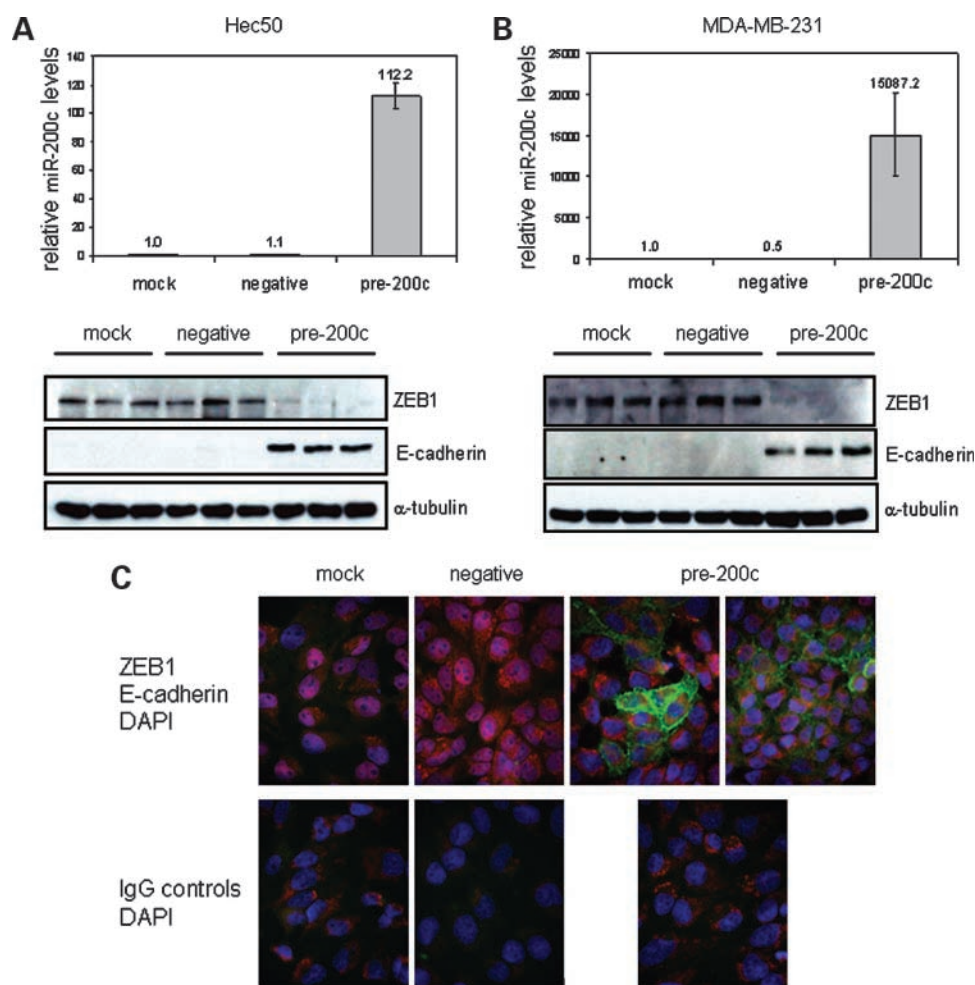 A
Hec50
relative miR-200c levels
140
120
100
80
60
40
20
0
1.0
1.1
112.2
mock
negative
pre-200c
mock
negative
pre-200c
ZEB1
E-cadherin
α-tubulin
B
MDA-MB-231
relative miR-200c levels
25000
20000
15000
10000
5000
0
1.0
0.5
15087.2
mock
negative
pre-200c
mock
negative
pre-200c
ZEB1
E-cadherin
α-tubulin
C
mock
negative
pre-200c
ZEB1
E-cadherin
DAPI
IgG controls
DAPI